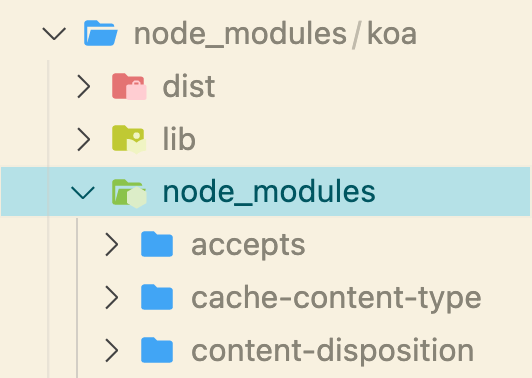 node_modules/koa
dist
lib
node_modules
accepts
cache-content-type
content-disposition